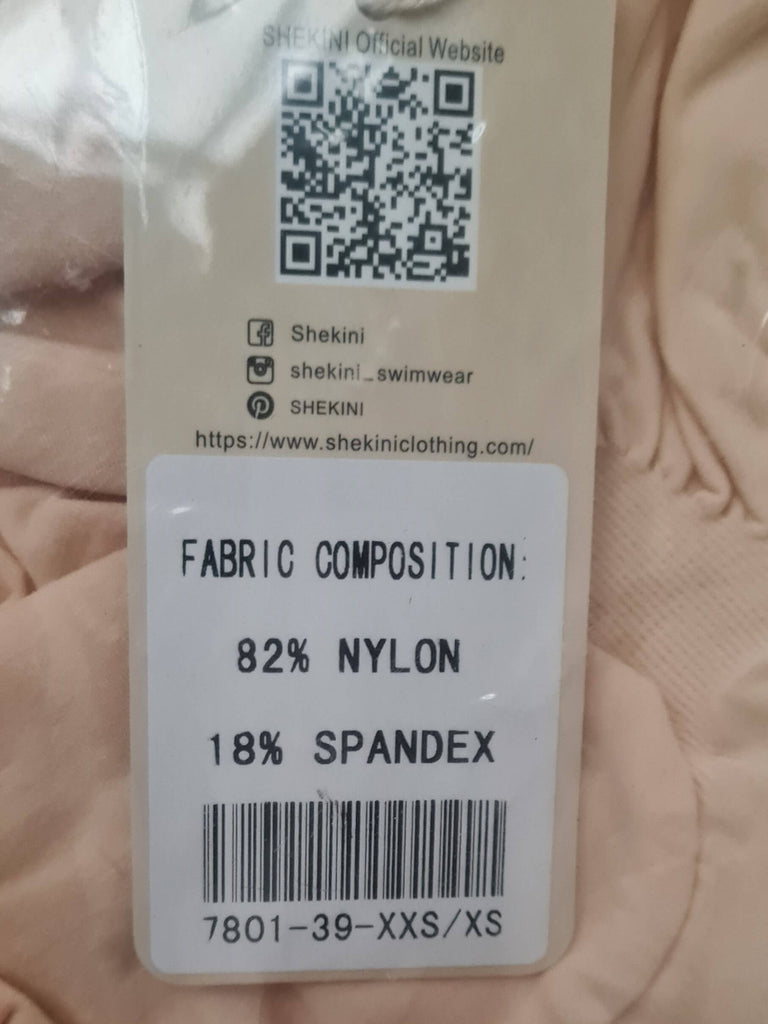 SHEKINI Official Website
Shekini
shekini_swimwear
SHEKINI
https://www.shekiniclothing.com/
FABRIC COMPOSITION:
82% NYLON
18% SPANDEX
7801-39-XXS/XS